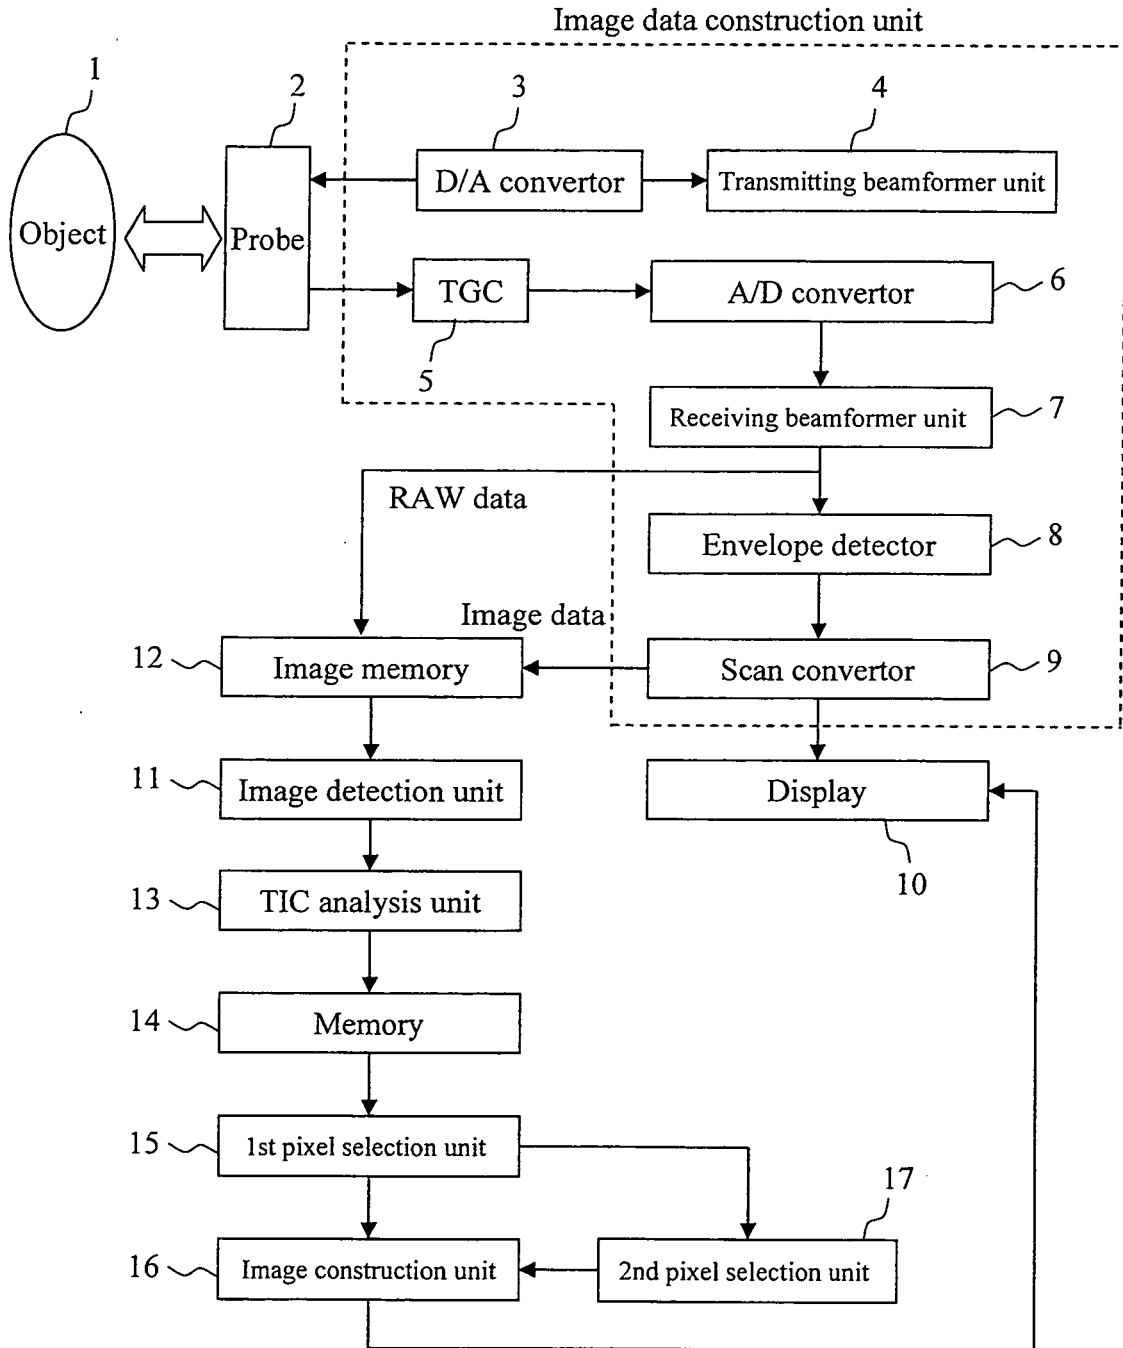 Image data construction unit
1
2
3
4
D/A convertor
Transmitting beamformer unit
Object
Probe
TGC
A/D convertor
6
5
Receiving beamformer unit
7
RAW data
Envelope detector
8
Image data
12
Image memory
Scan convertor
9
11
Image detection unit
Display
10
13
TIC analysis unit
14
Memory
15
1st pixel selection unit
17
16
Image construction unit
2nd pixel selection unit